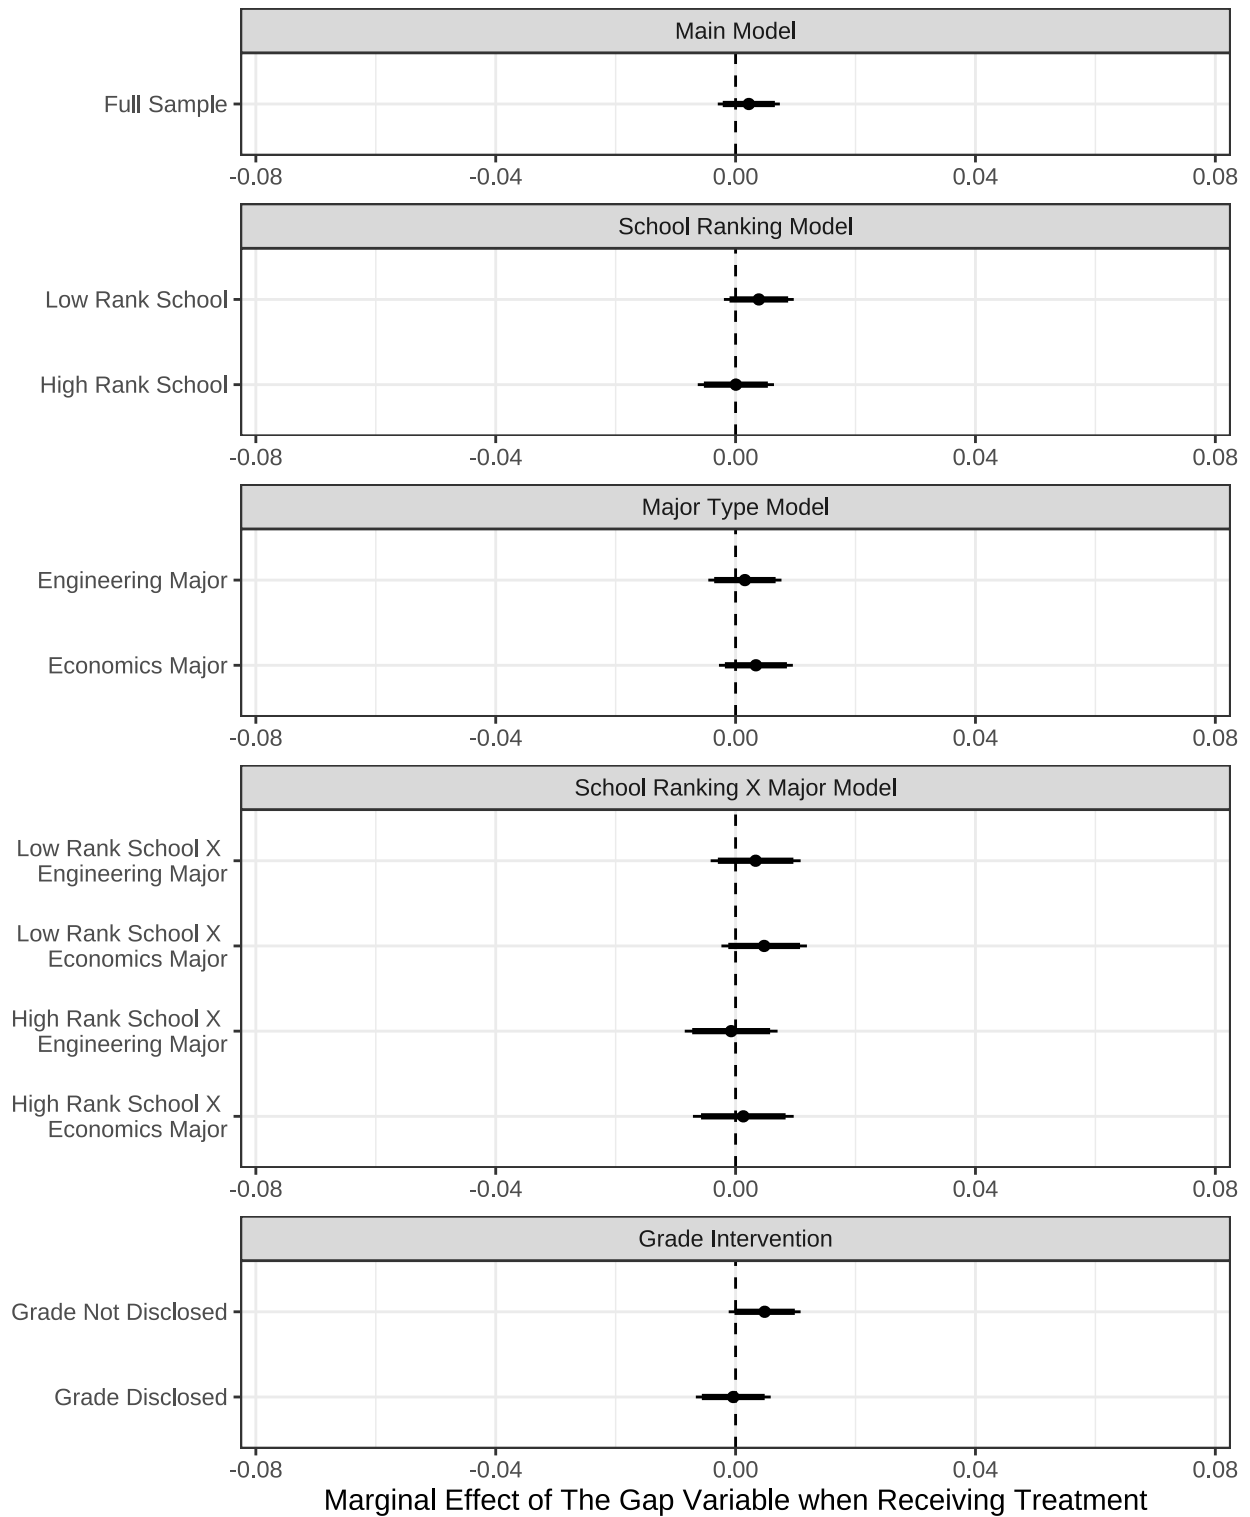 Main Model
Full Sample
-0.08 -0.04 0.00 0.04 0.08
School Ranking Model
Low Rank School
High Rank School
-0.08 -0.04 0.00 0.04 0.08
Major Type Model
Engineering Major
Economics Major
-0.08 -0.04 0.00 0.04 0.08
School Ranking X Major Model
Low Rank School X
Engineering Major
Low Rank School X
Economics Major
High Rank School X
Engineering Major
High Rank School X
Economics Major
-0.08 -0.04 0.00 0.04 0.08
Grade Intervention
Grade Not Disclosed
Grade Disclosed
-0.08 -0.04 0.00 0.04 0.08
Marginal Effect of The Gap Variable when Receiving Treatment